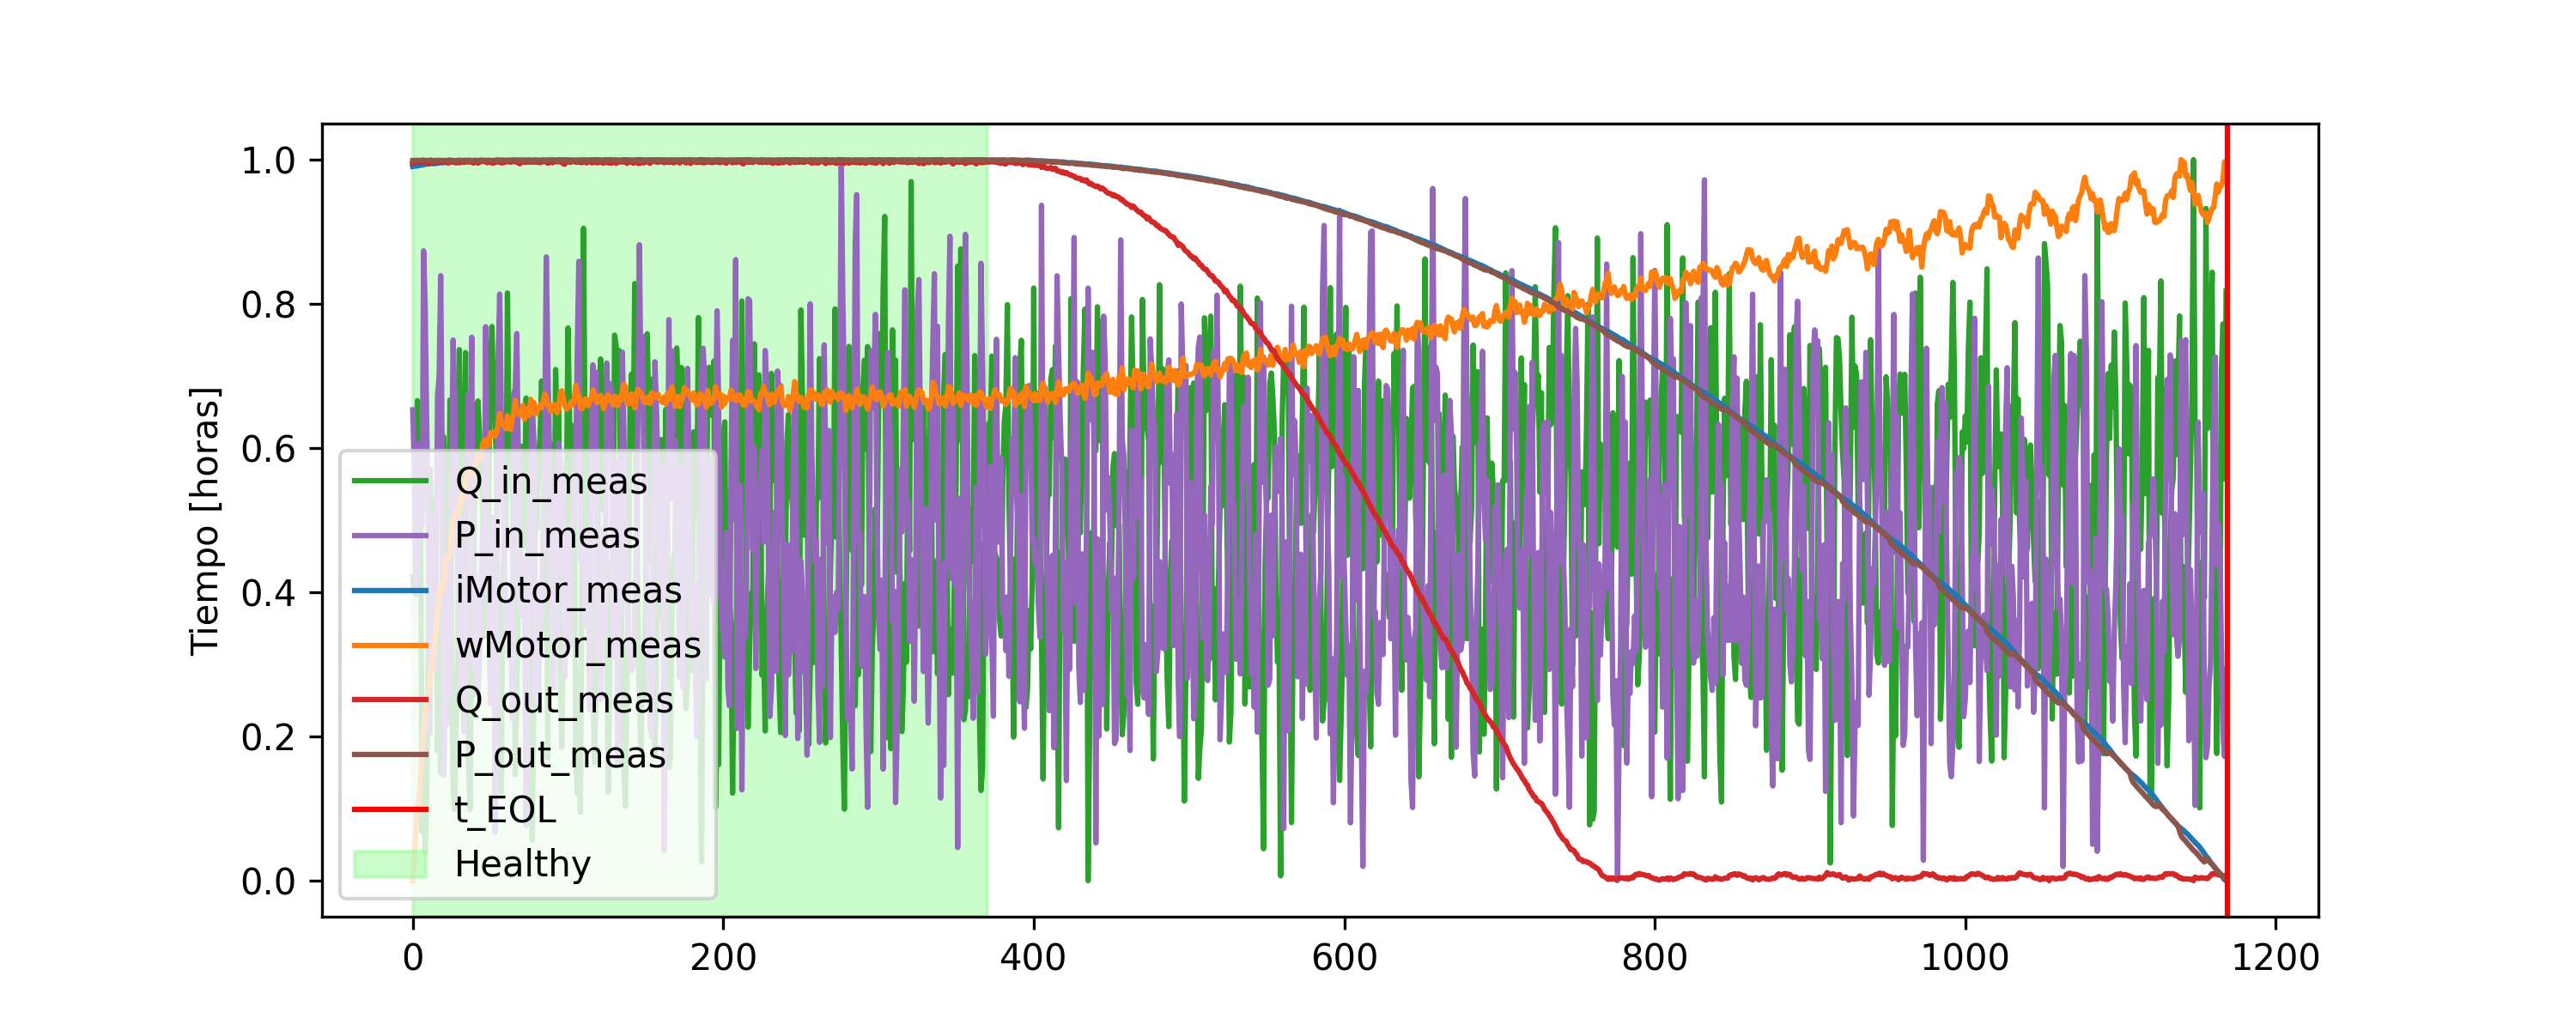 1.0
0.8
0.6
0.4
0.2
0.0
Tiempo [horas]
Q_in_meas
P_in_meas
iMotor_meas
wMotor_meas
Q_out_meas
P_out_meas
t_EOL
Healthy
0 200 400 600 800 1000 1200